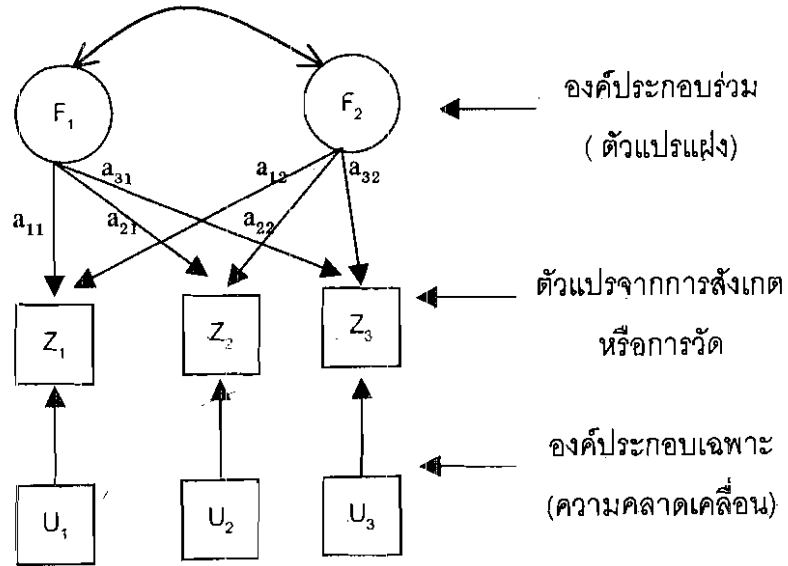 F₁
F₂
องค์ประกอบร่วม
( ตัวแปรแฝง)
a₁₁
a₃₁
a₂₁
a₁₂
a₂₂
a₃₂
Z₁
Z₂
Z₃
ตัวแปรจากการสังเกต
หรือการวัด
U₁
U₂
U₃
องค์ประกอบเฉพาะ
(ความคลาดเคลื่อน)